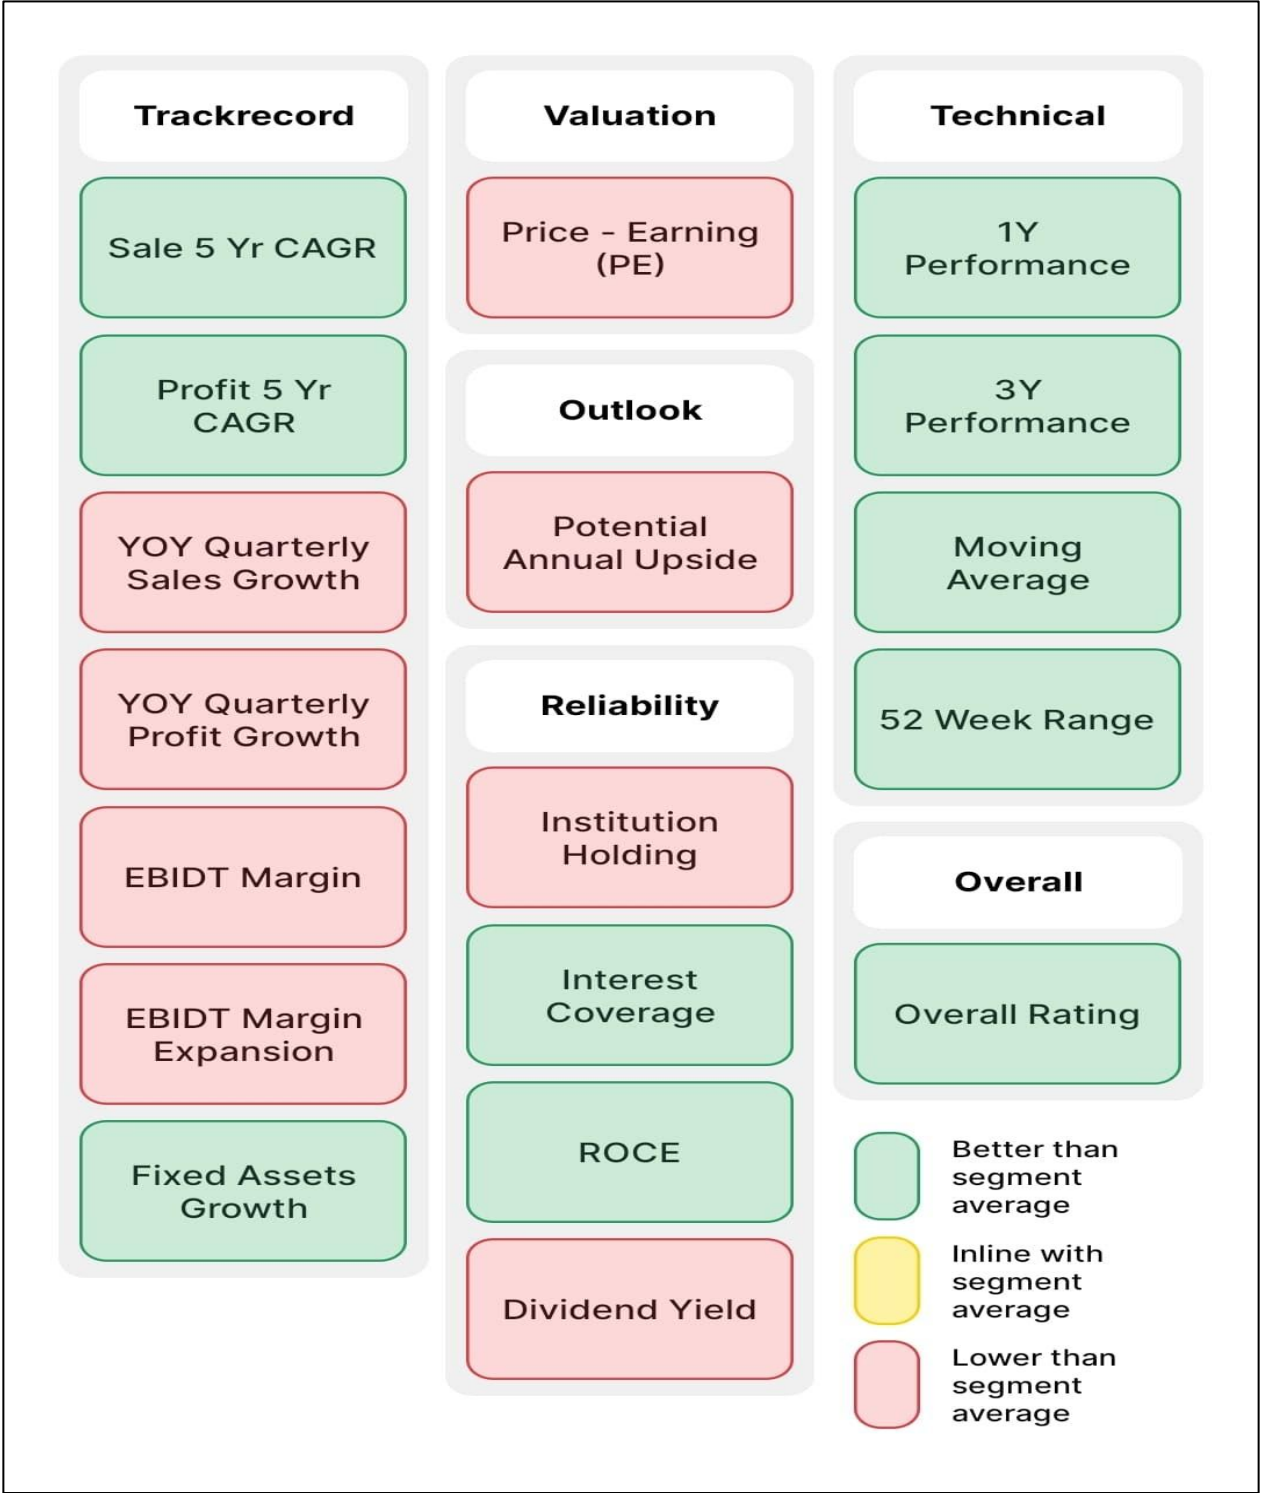 Trackrecord
Sale 5 Yr CAGR
Profit 5 Yr
CAGR
YOY Quarterly
Sales Growth
YOY Quarterly
Profit Growth
EBIDT Margin
EBIDT Margin
Expansion
Fixed Assets
Growth
Valuation
Price - Earning
(PE)
Outlook
Potential
Annual Upside
Reliability
Institution
Holding
Interest
Coverage
ROCE
Dividend Yield
Technical
1Y
Performance
3Y
Performance
Moving
Average
52 Week Range
Overall
Overall Rating
Better than
segment
average
Inline with
segment
average
Lower than
segment
average